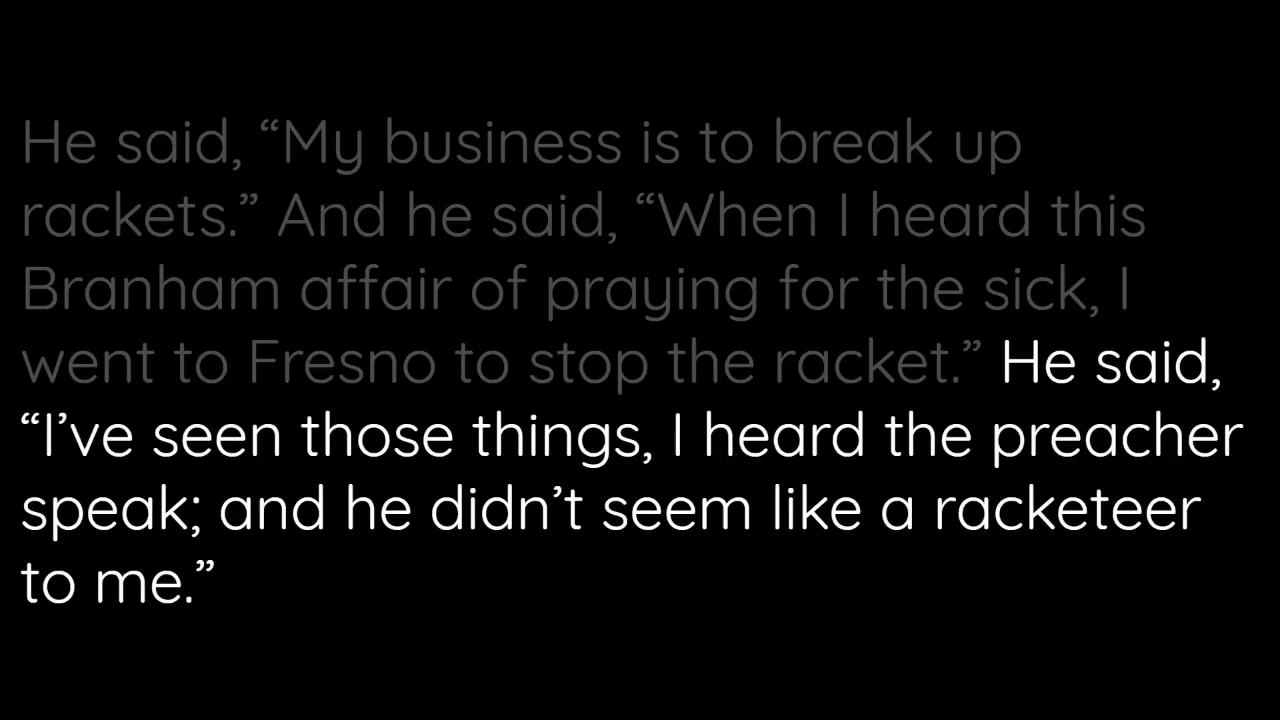 He said, “My business is to break up
rackets.” And he said, “When I heard this
Branham affair of praying for the sick, I
went to Fresno to stop the racket.” He said,
“I’ve seen those things, I heard the preacher
speak; and he didn’t seem like a racketeer
to me.”